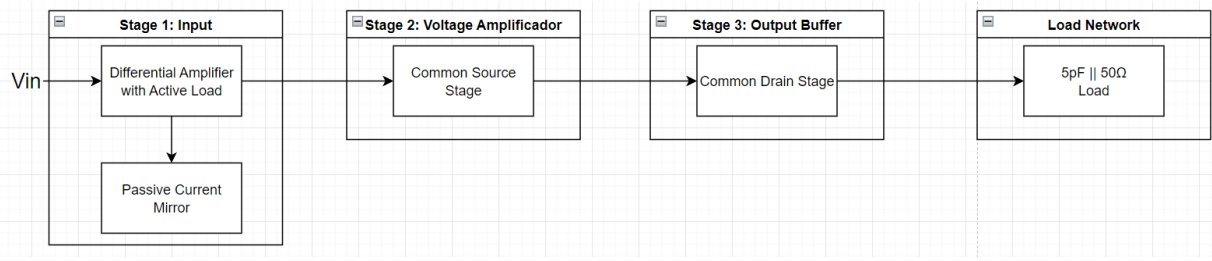 Stage 1: Input
Vin
Differential Amplifier
with Active Load
Passive Current
Mirror
Stage 2: Voltage Amplificador
Common Source
Stage
Stage 3: Output Buffer
Common Drain Stage
Load Network
5pF || 50Ω
Load